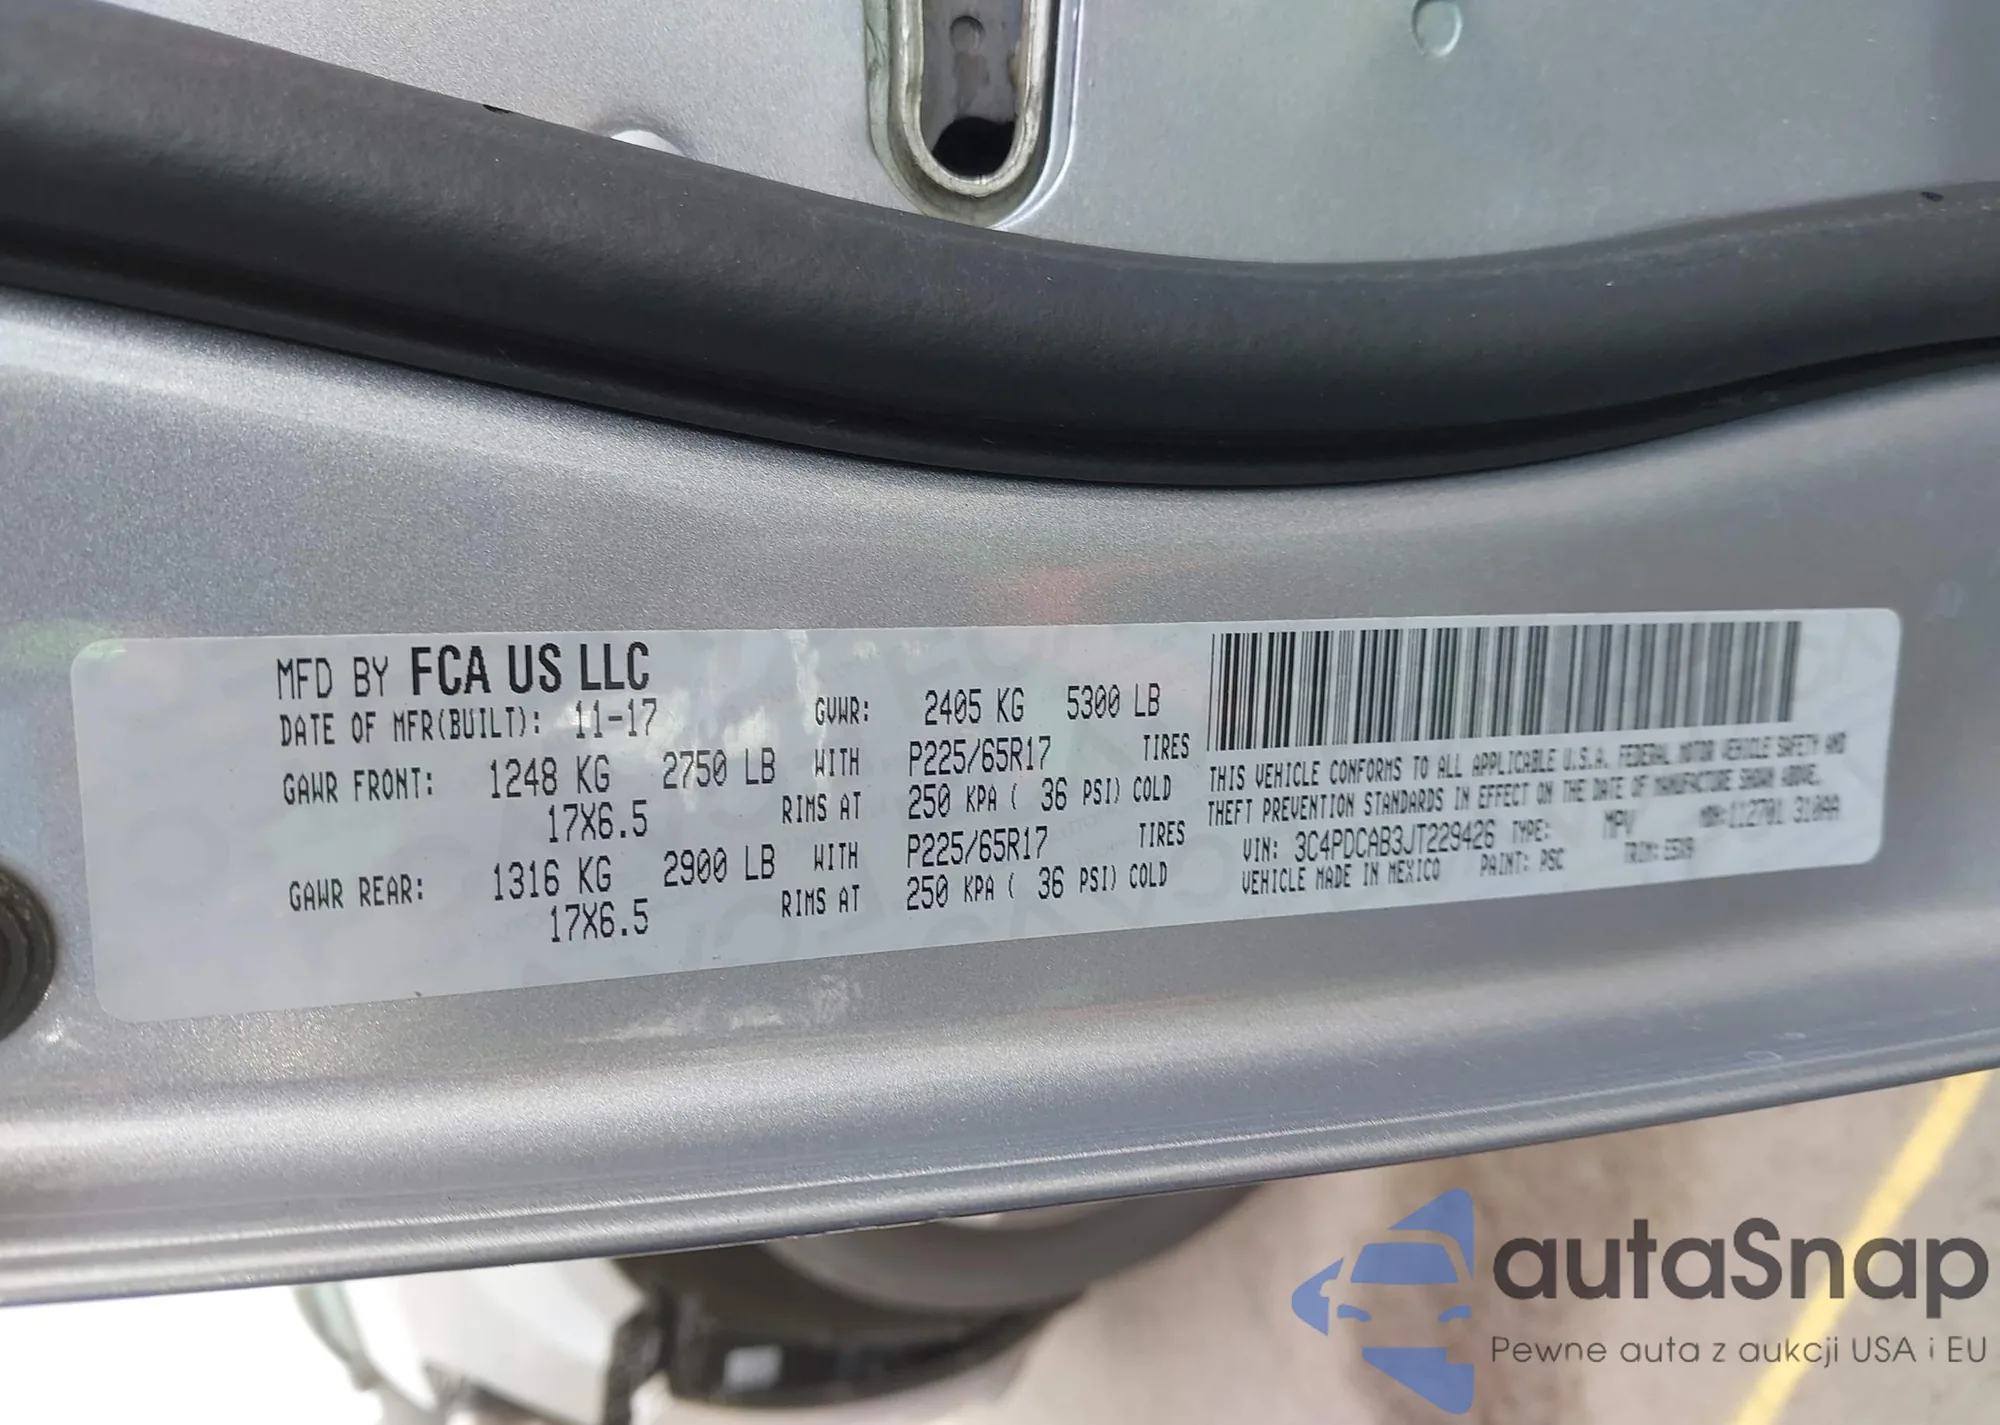 MFD BY FCA US LLC
DATE OF MFR(BUILT): 11-17 GVWR: 2405 KG 5300 LB
GAWR FRONT: 1248 KG 2750 LB WITH P225/65R17 TIRES
17X6.5 RIMS AT 250 KPA ( 36 PSI) COLD
GAWR REAR: 1316 KG 2900 LB WITH P225/65R17 TIRES
17X6.5 RIMS AT 250 KPA ( 36 PSI) COLD
THIS VEHICLE CONFORMS TO ALL APPLICABLE U.S.A. FEDERAL MOTOR VEHICLE SAFETY AND
THEFT PREVENTION STANDARDS IN EFFECT ON THE DATE OF MANUFACTURE SHOWN ABOVE.
VIN: 3C4PDCAB3JT229426 TYPE: MPV MDH: 112701 310AA
VEHICLE MADE IN MEXICO PAINT: PSC TRIM:
autaSnap
Pewne auta z aukcji USA i EU